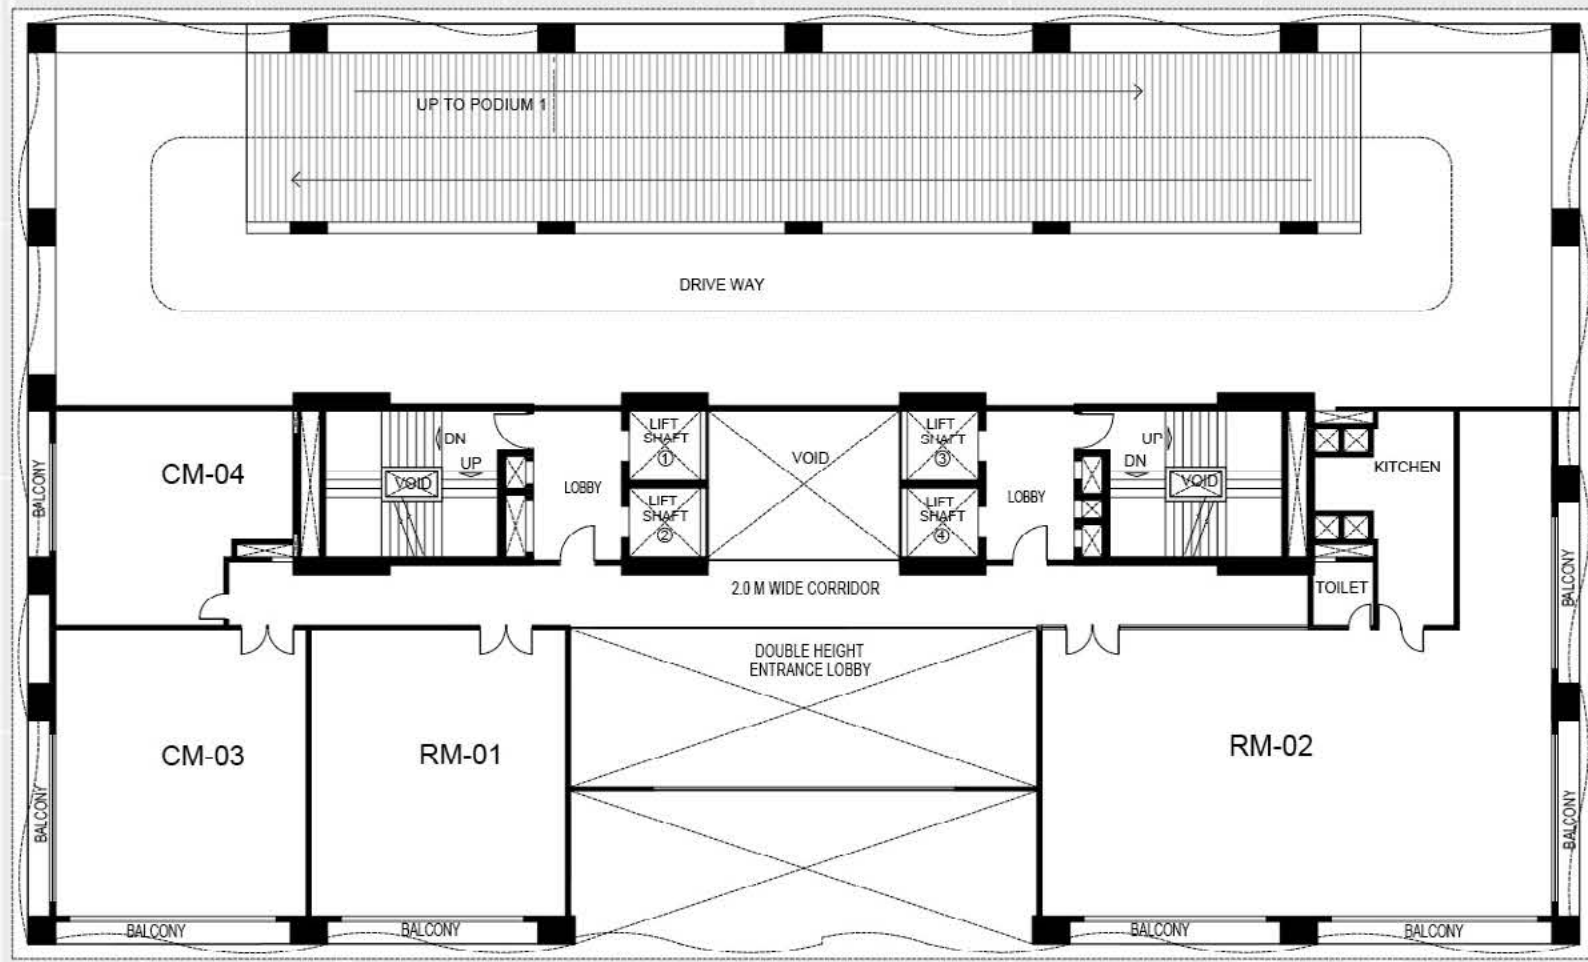 UP TO PODIUM 1
DRIVE WAY
CM-04
BALCONY
DN
UP
VOID
LOBBY
LIFT
SHAFT
1
LIFT
SHAFT
2
VOID
LIFT
SHAFT
3
LIFT
SHAFT
4
LOBBY
UP
DN
VOID
KITCHEN
TOILET
BALCONY
2.0 M WIDE CORRIDOR
DOUBLE HEIGHT
ENTRANCE LOBBY
CM-03
RM-01
RM-02
BALCONY
BALCONY
BALCONY
BALCONY
BALCONY
BALCONY